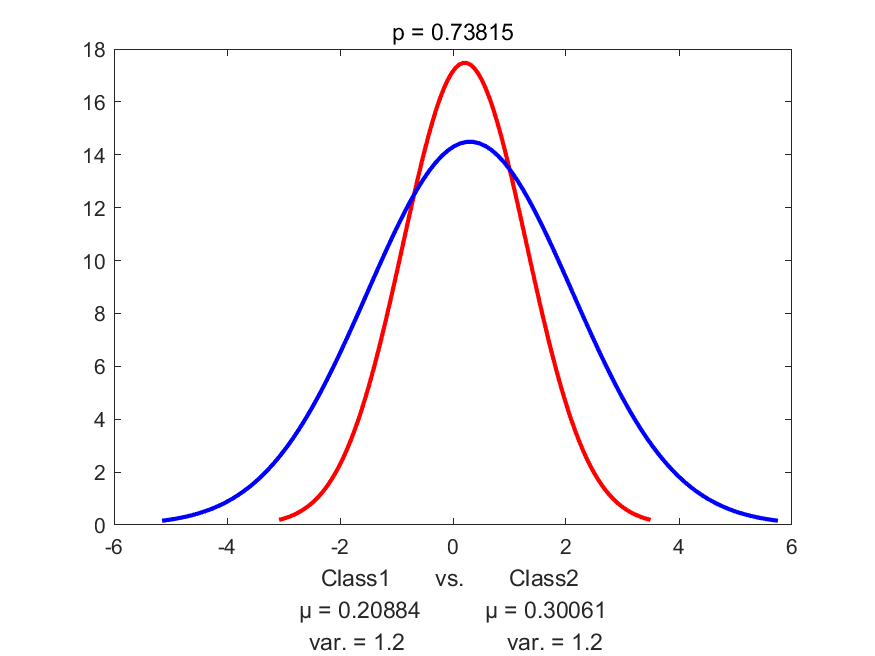 p = 0.73815
18
16
14
12
10
8
6
4
2
0
-6 -4 -2 0 2 4 6
Class1 vs. Class2
µ = 0.20884 µ = 0.30061
var. = 1.2 var. = 1.2